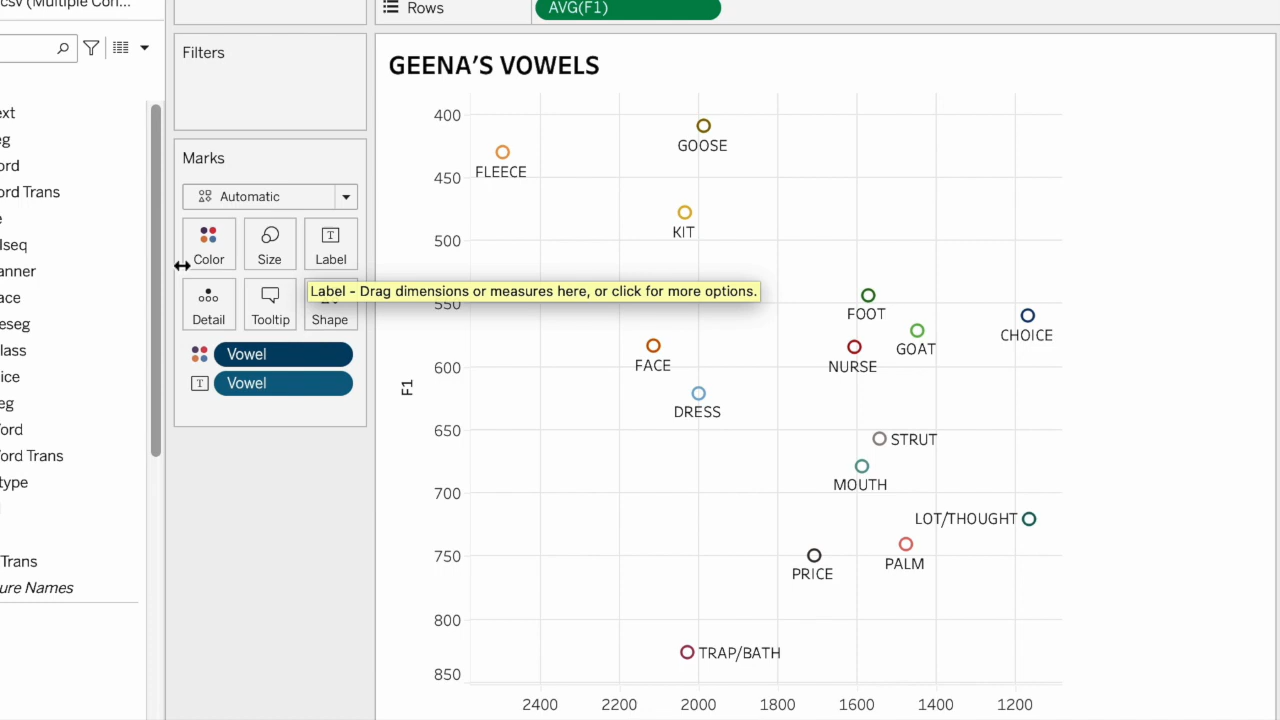 csv (Multiple Con...
Rows
AVG(F1)
Filters
ext
eg
ord
ord Trans
e
lseq
anner
ace
eseg
lass
ice
eg
ord
ord Trans
type
Trans
ure Names
Marks
Automatic
Color
Size
Label
Detail
Tooltip
Shape
Vowel
T Vowel
Label - Drag dimensions or measures here, or click for more options.
GEENA'S VOWELS
F1
400
450
500
550
600
650
700
750
800
850
GOOSE
FLEECE
KIT
FOOT
CHOICE
GOAT
FACE
NURSE
DRESS
STRUT
MOUTH
LOT/THOUGHT
PALM
PRICE
TRAP/BATH
2400 2200 2000 1800 1600 1400 1200